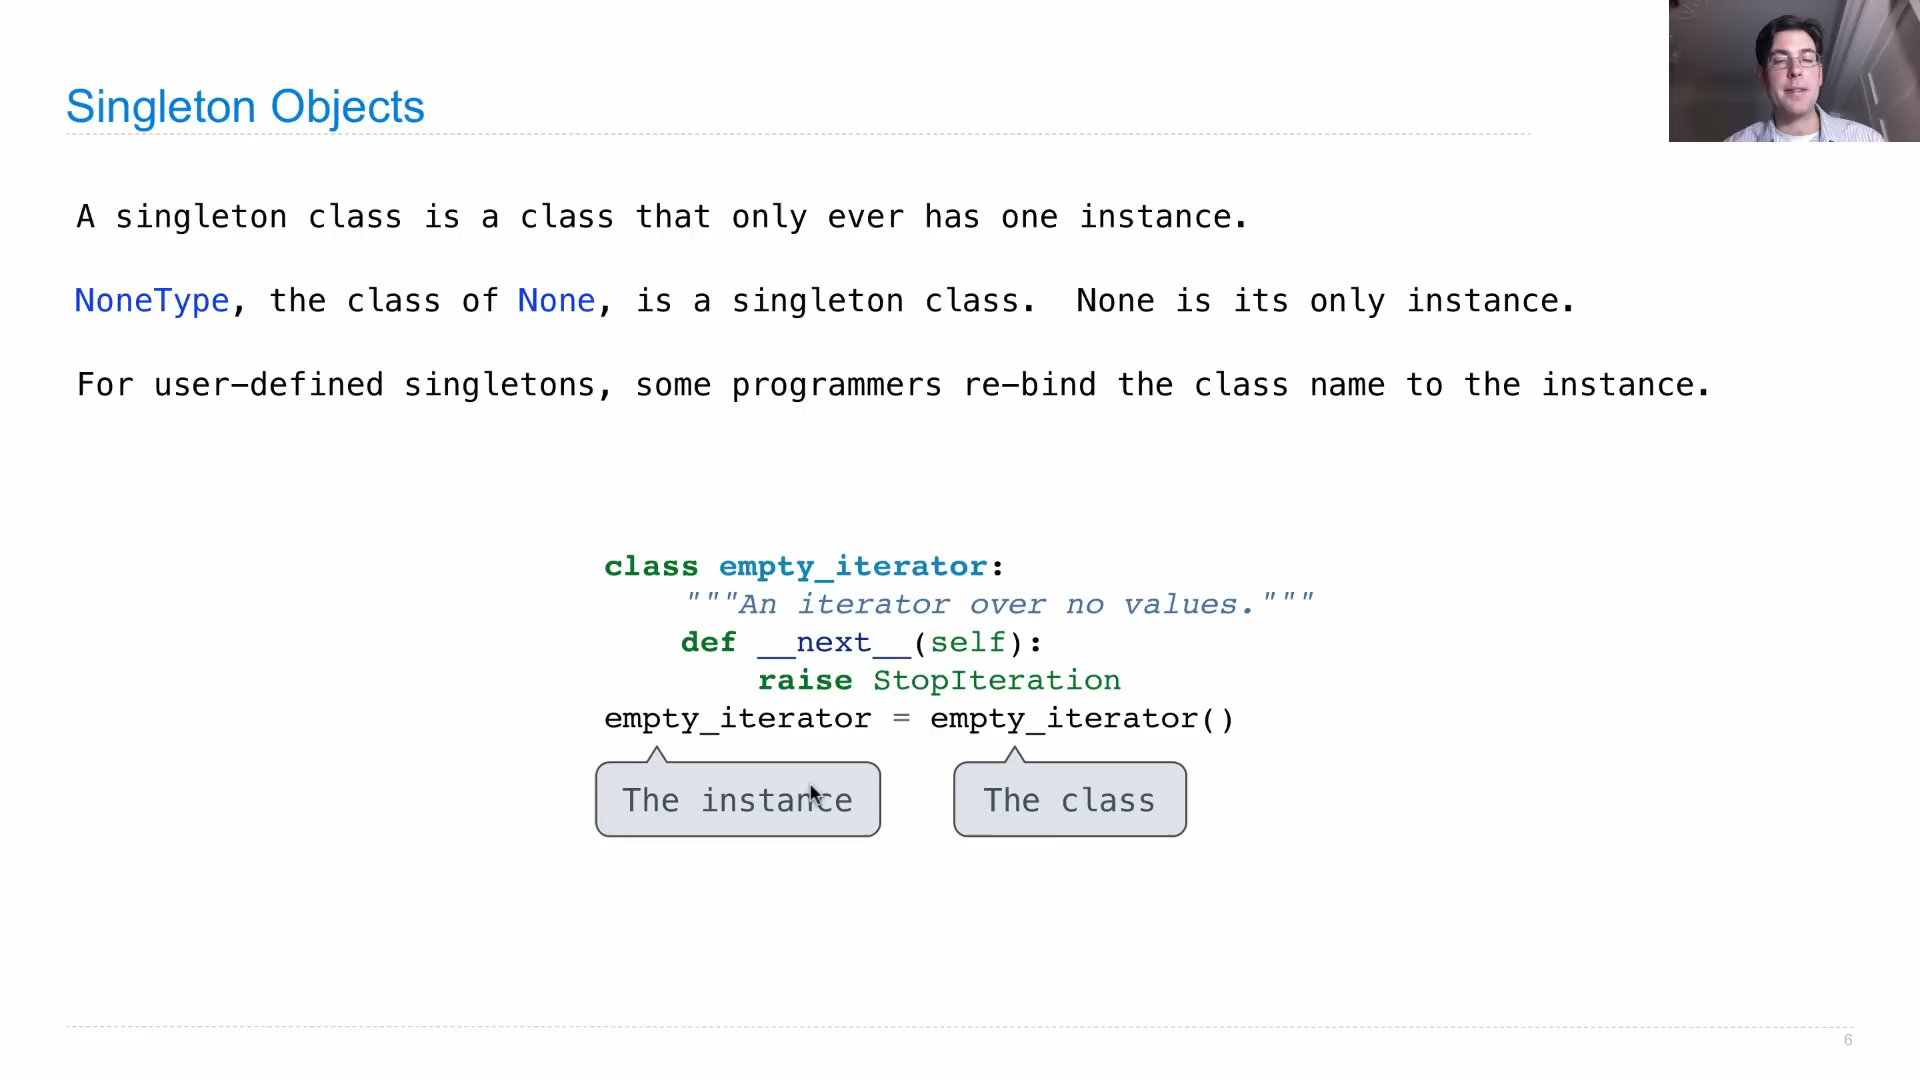 Singleton Objects
A singleton class is a class that only ever has one instance.
NoneType, the class of None, is a singleton class.  None is its only instance.
For user-defined singletons, some programmers re-bind the class name to the instance.
class empty_iterator:
    """An iterator over no values."""
    def __next__(self):
        raise StopIteration
empty_iterator = empty_iterator()
The instance
The class
6